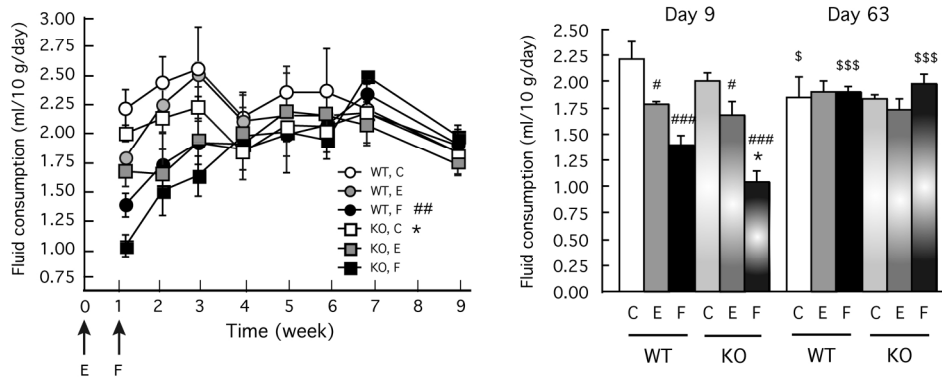 Fluid consumption (ml/10 g/day)
3.00
2.50
2.25
2.00
1.75
1.50
1.25
1.00
0.75
0 1 2 3 4 5 6 7 9
Time (week)
E F
WT, C
WT, E
WT, F ##
KO, C *
KO, E
KO, F
Day 9 Day 63
Fluid consumption (ml/10 g/day)
2.50
2.25
2.00
1.75
1.50
1.25
1.00
0.75
0.50
0.25
0.00
# ### # ### * $ $$$ $$$
C E F C E F C E F C E F
WT KO WT KO